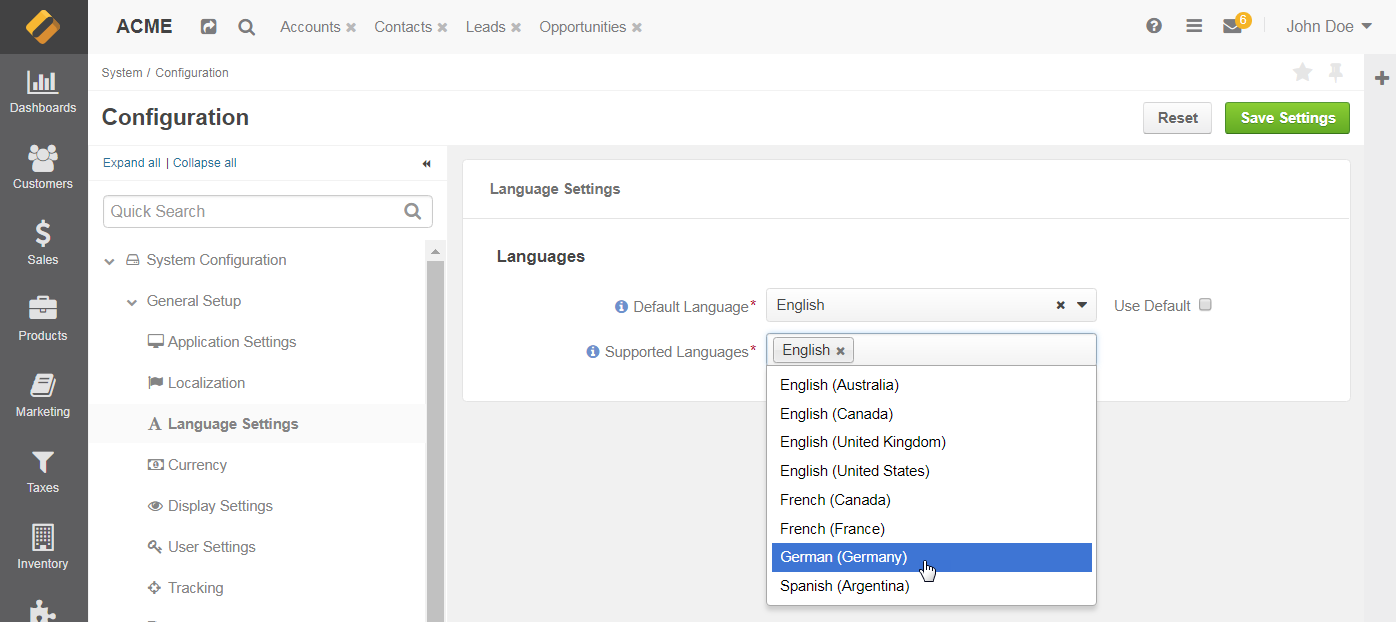 ACME
Accounts × Contacts × Leads × Opportunities ×
6
John Doe
Dashboards
Customers
Sales
Products
Marketing
Taxes
Inventory
System / Configuration
Configuration
Reset
Save Settings
Expand all | Collapse all
Quick Search
System Configuration
General Setup
Application Settings
Localization
Language Settings
Currency
Display Settings
User Settings
Tracking
Language Settings
Languages
Default Language*
English
Use Default
Supported Languages*
English ×
English (Australia)
English (Canada)
English (United Kingdom)
English (United States)
French (Canada)
French (France)
German (Germany)
Spanish (Argentina)